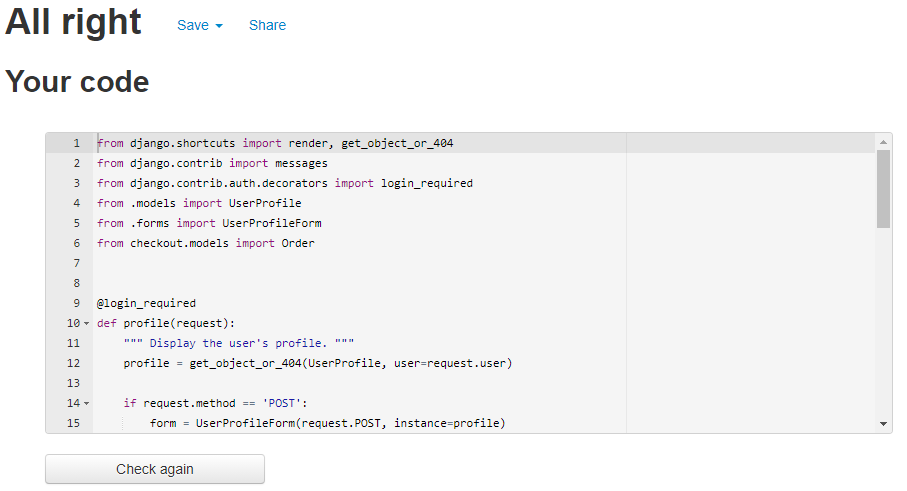 All right Save Share
Your code
1 from django.shortcuts import render, get_object_or_404
2 from django.contrib import messages
3 from django.contrib.auth.decorators import login_required
4 from .models import UserProfile
5 from .forms import UserProfileForm
6 from checkout.models import Order
7
8
9 @login_required
10 def profile(request):
11     """ Display the user's profile. """
12     profile = get_object_or_404(UserProfile, user=request.user)
13
14     if request.method == 'POST':
15         form = UserProfileForm(request.POST, instance=profile)
Check again